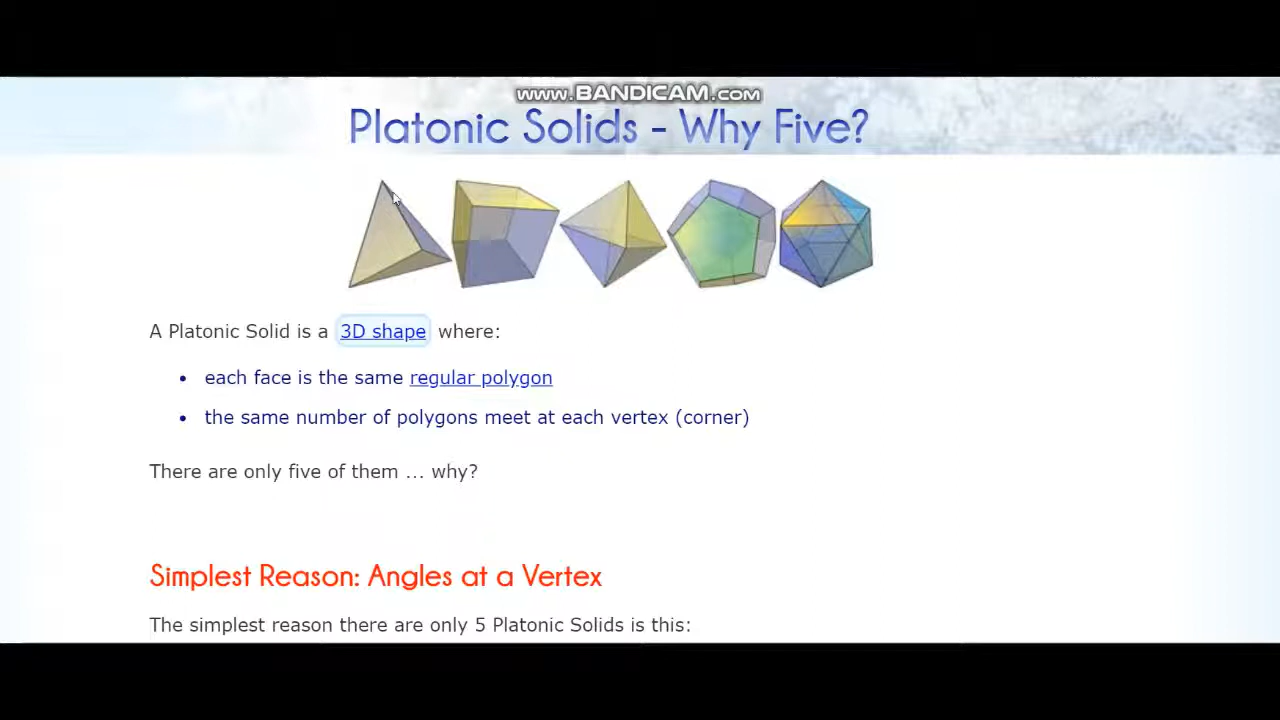 www.BANDICAM.com
Platonic Solids - Why Five?
A Platonic Solid is a 3D shape where:
• each face is the same regular polygon
• the same number of polygons meet at each vertex (corner)
There are only five of them ... why?
Simplest Reason: Angles at a Vertex
The simplest reason there are only 5 Platonic Solids is this: